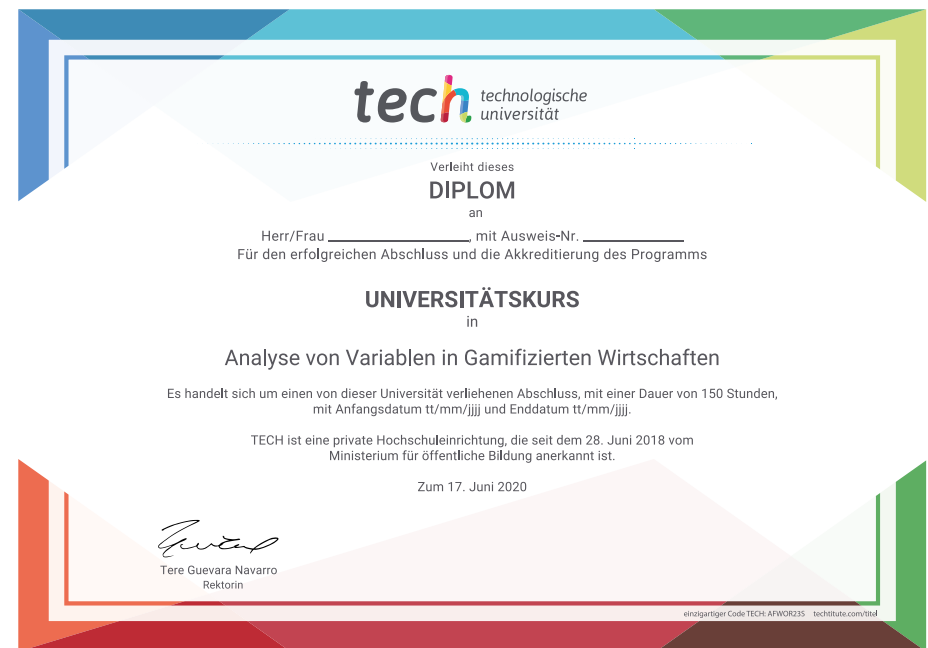 tech technologische
universität
Verleiht dieses
DIPLOM
an
Herr/Frau ____________________, mit Ausweis-Nr. ______________
Für den erfolgreichen Abschluss und die Akkreditierung des Programms
UNIVERSITÄTSKURS
in
Analyse von Variablen in Gamifizierten Wirtschaften
Es handelt sich um einen von dieser Universität verliehenen Abschluss, mit einer Dauer von 150 Stunden,
mit Anfangsdatum tt/mm/jjjj und Enddatum tt/mm/jjjj.
TECH ist eine private Hochschuleinrichtung, die seit dem 28. Juni 2018 vom
Ministerium für öffentliche Bildung anerkannt ist.
Zum 17. Juni 2020
Tere Guevara Navarro
Rektorin
einzigartiger Code TECH: AFWOR23S techtitute.com/titel